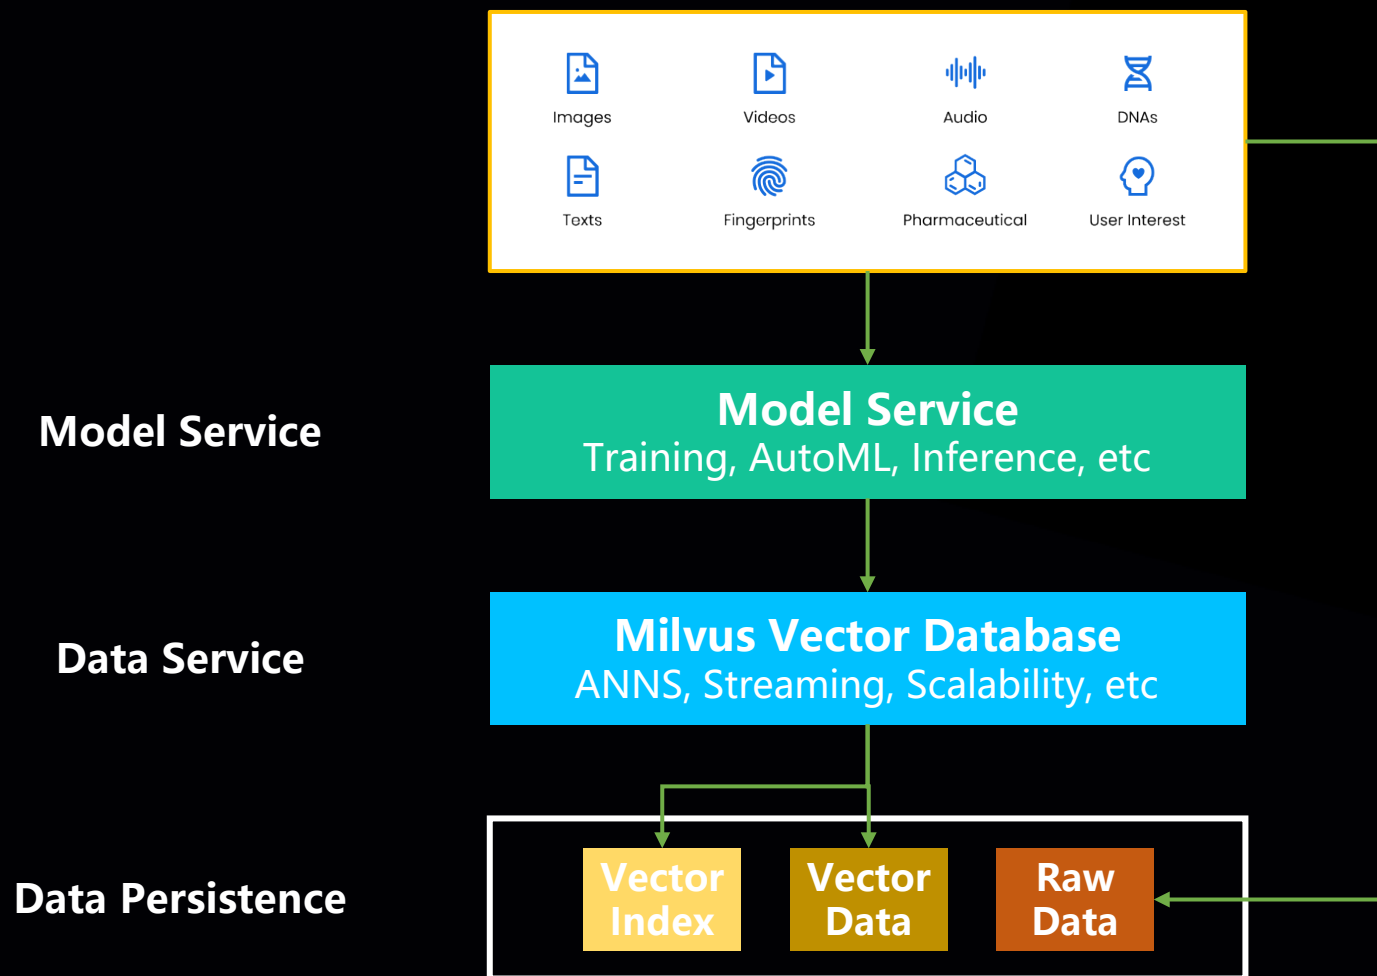 Images
Videos
Audio
DNAs
Texts
Fingerprints
Pharmaceutical
User Interest
Model Service
Model Service
Training, AutoML, Inference, etc
Data Service
Milvus Vector Database
ANNS, Streaming, Scalability, etc
Data Persistence
Vector
Index
Vector
Data
Raw
Data